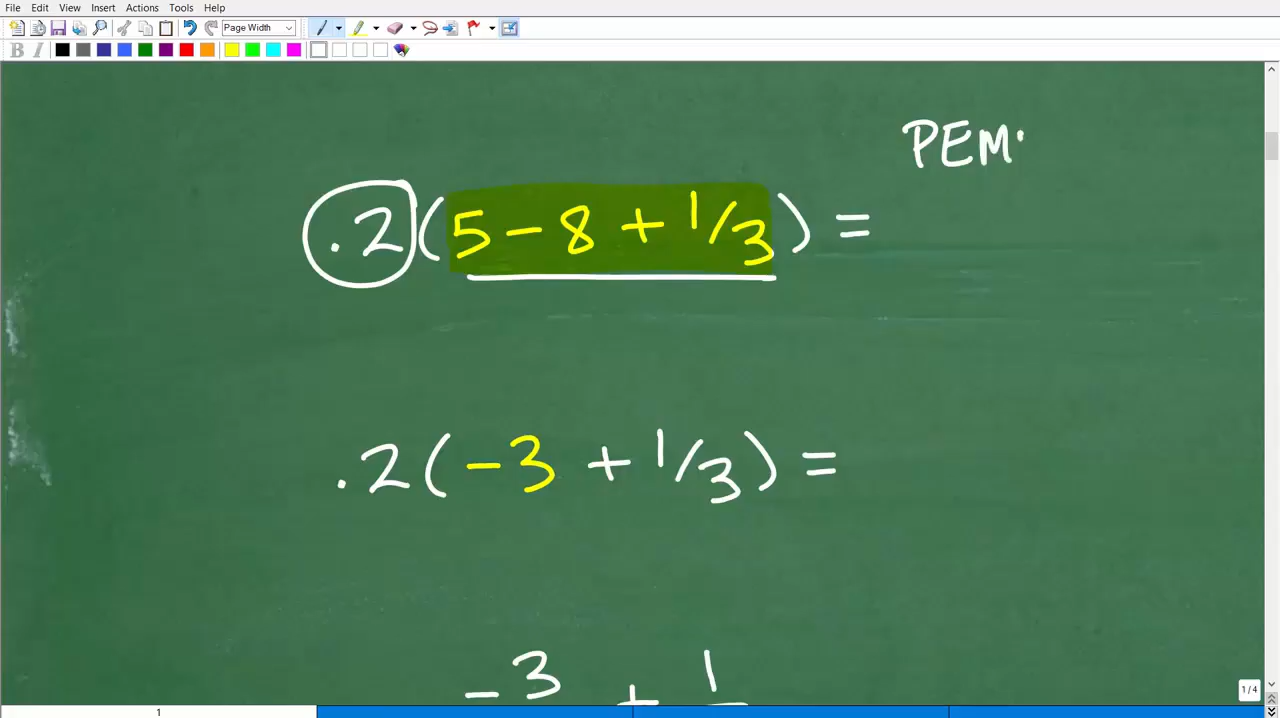 File Edit View Insert Actions Tools Help
Page Width
B I
PEM
.2(5-8+1/3)=
.2(-3+1/3)=
-3 + 1
1/4
1